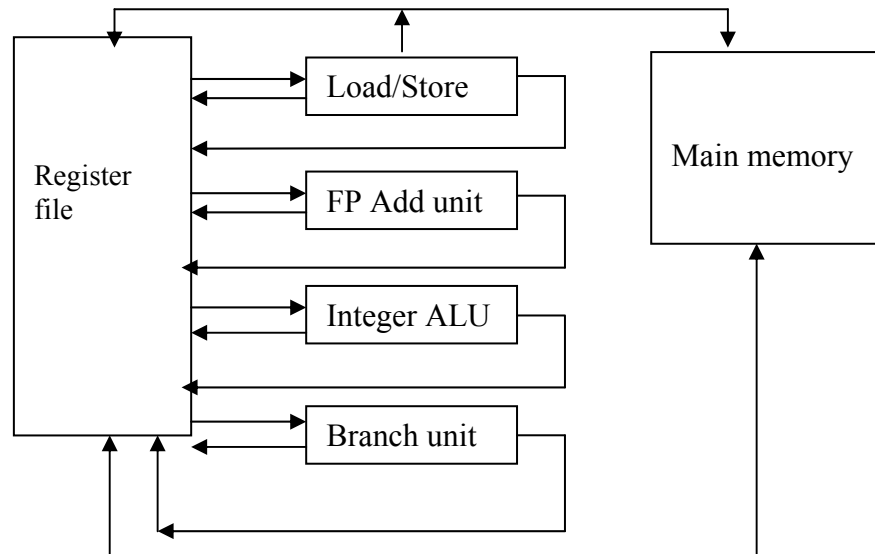 Load/Store
Main memory
Register
file
FP Add unit
Integer ALU
Branch unit